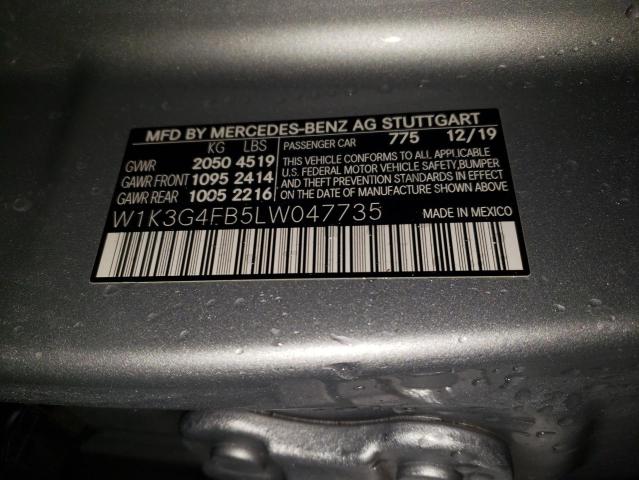 MFD BY MERCEDES-BENZ AG STUTTGART
KG LBS
GVWR 2050 4519
GAWR FRONT 1095 2414
GAWR REAR 1005 2216
PASSENGER CAR 775 12/19
THIS VEHICLE CONFORMS TO ALL APPLICABLE
U.S. FEDERAL MOTOR VEHICLE SAFETY, BUMPER
AND THEFT PREVENTION STANDARDS IN EFFECT
ON THE DATE OF MANUFACTURE SHOWN ABOVE.
W1K3G4FB5LW047735
MADE IN MEXICO